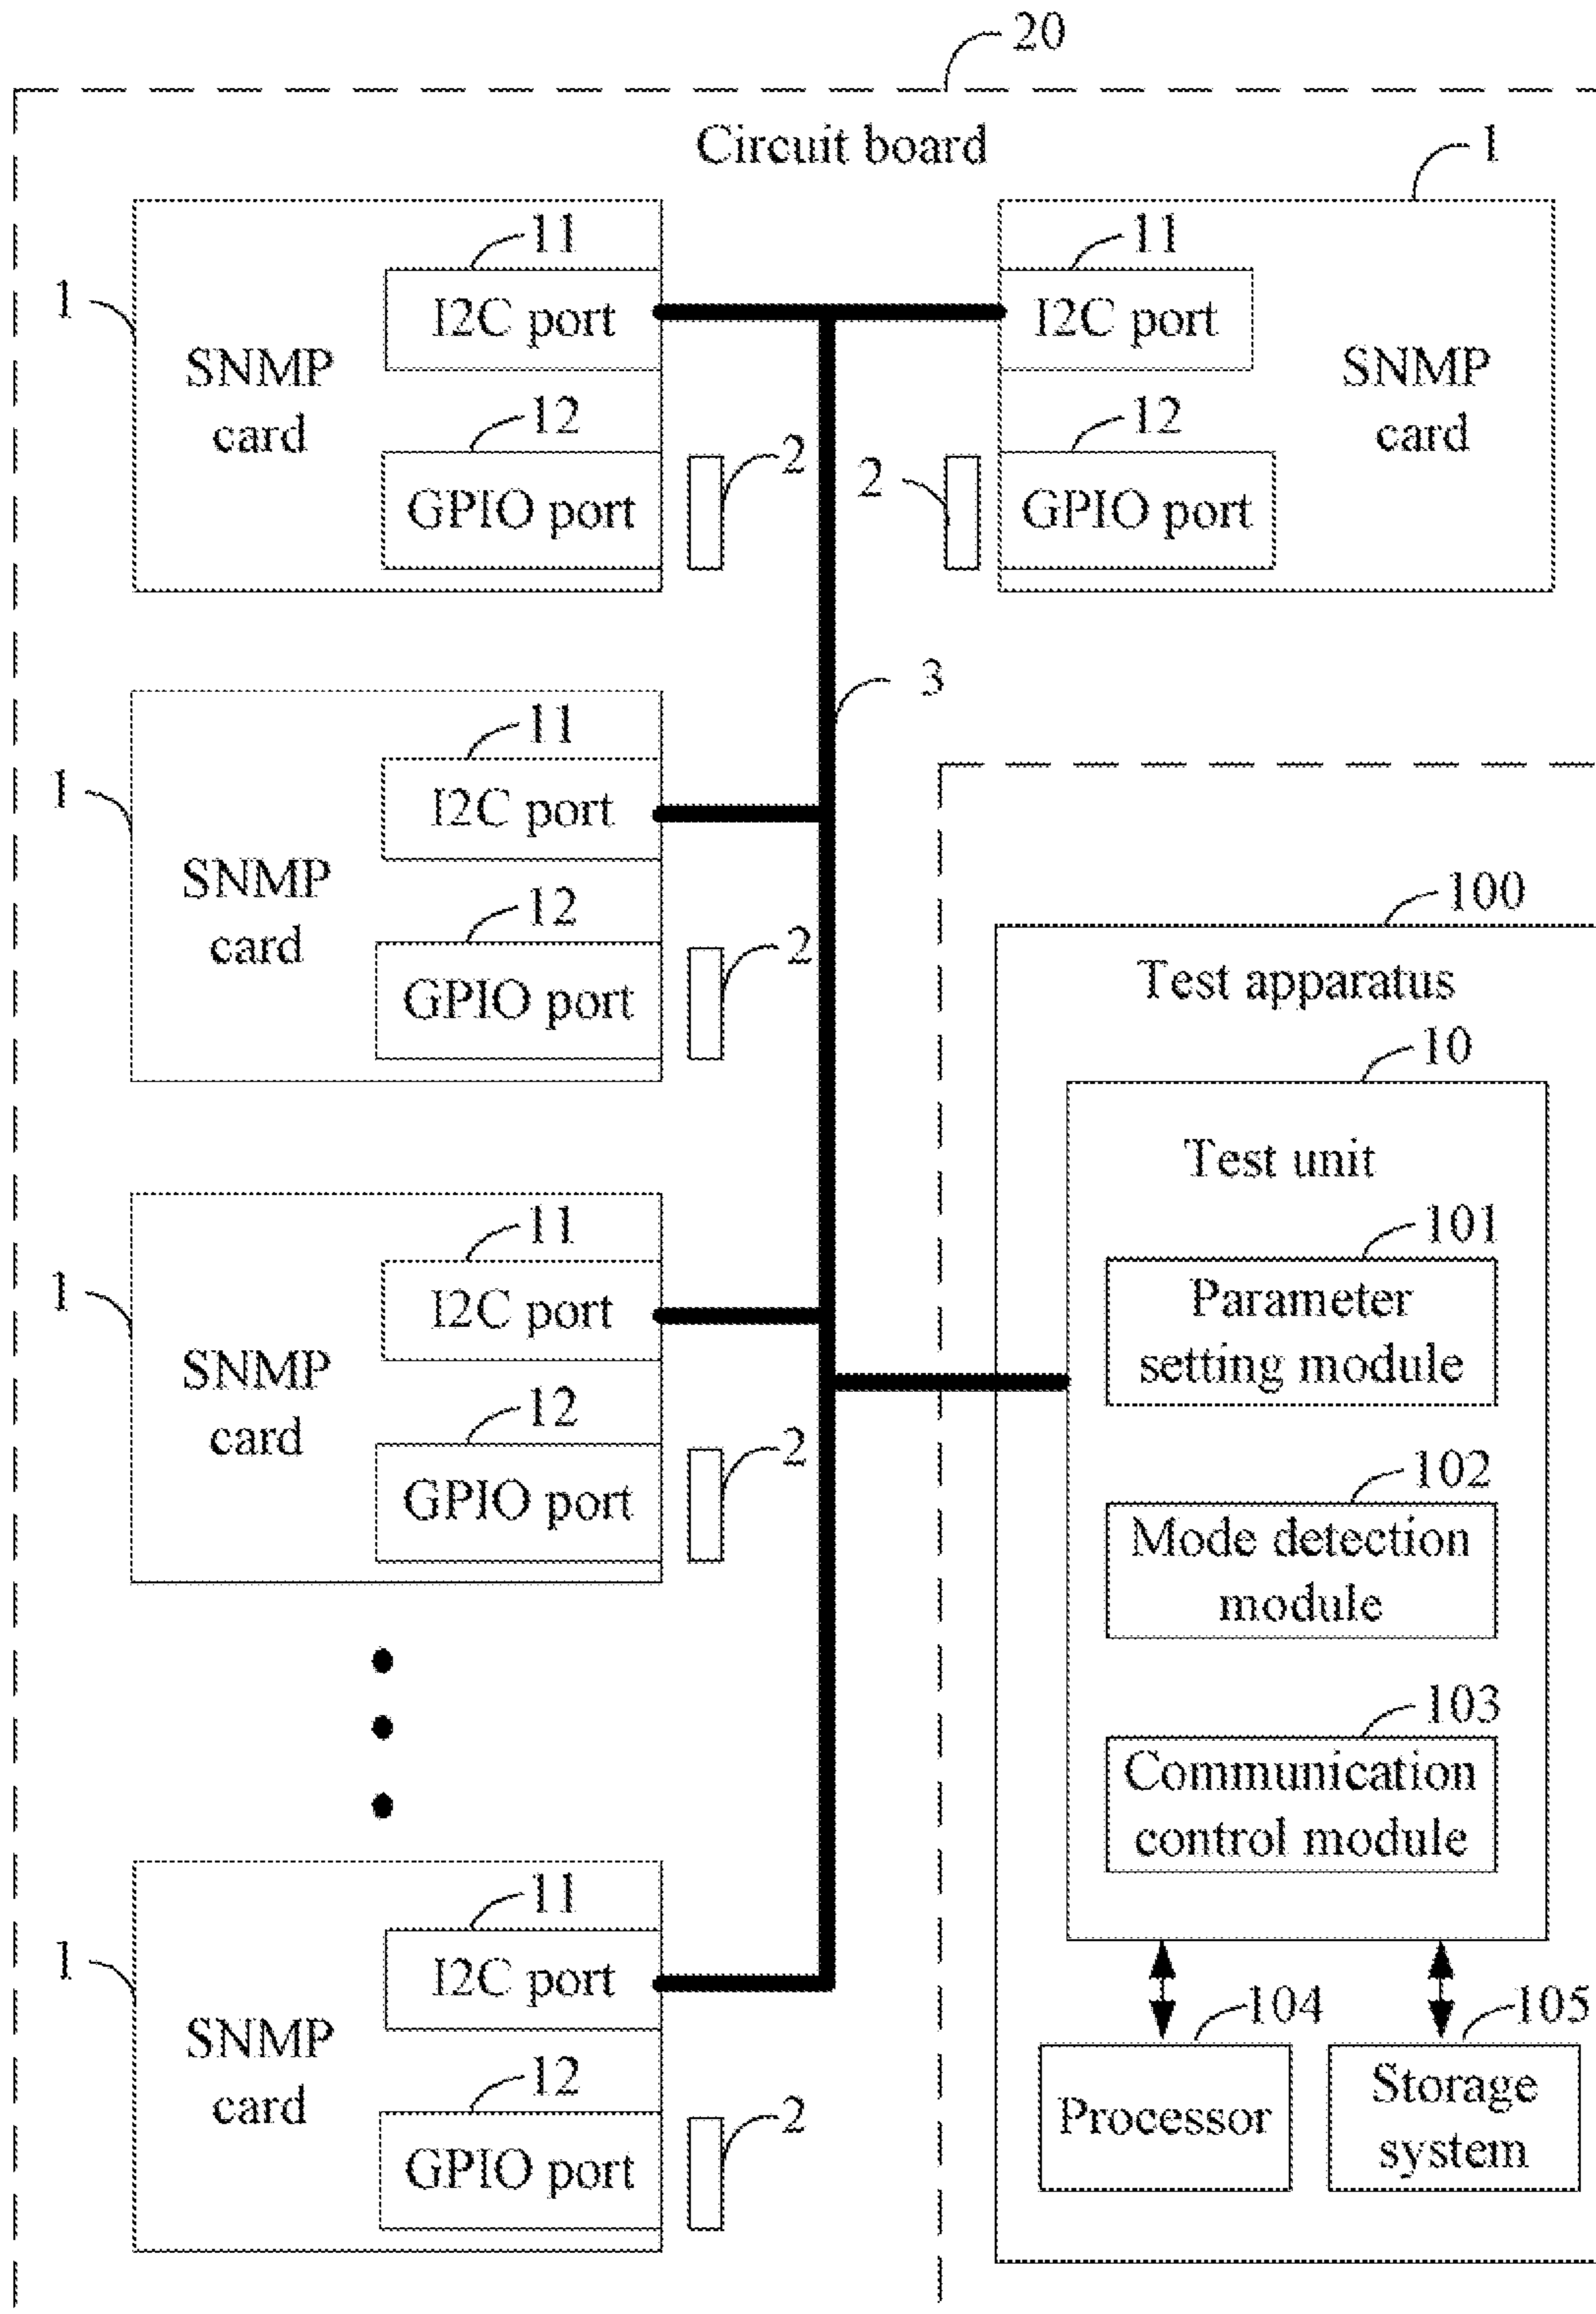 20
Circuit board
1
11
I2C port
1
SNMP
card
12
GPIO port
2
1
11
I2C port
SNMP
card
12
GPIO port
2
3
1
11
I2C port
SNMP
card
12
GPIO port
2
1
11
I2C port
SNMP
card
12
GPIO port
2
1
11
I2C port
SNMP
card
12
GPIO port
2
100
Test apparatus
10
Test unit
101
Parameter
setting module
102
Mode detection
module
103
Communication
control module
104
Processor
105
Storage
system